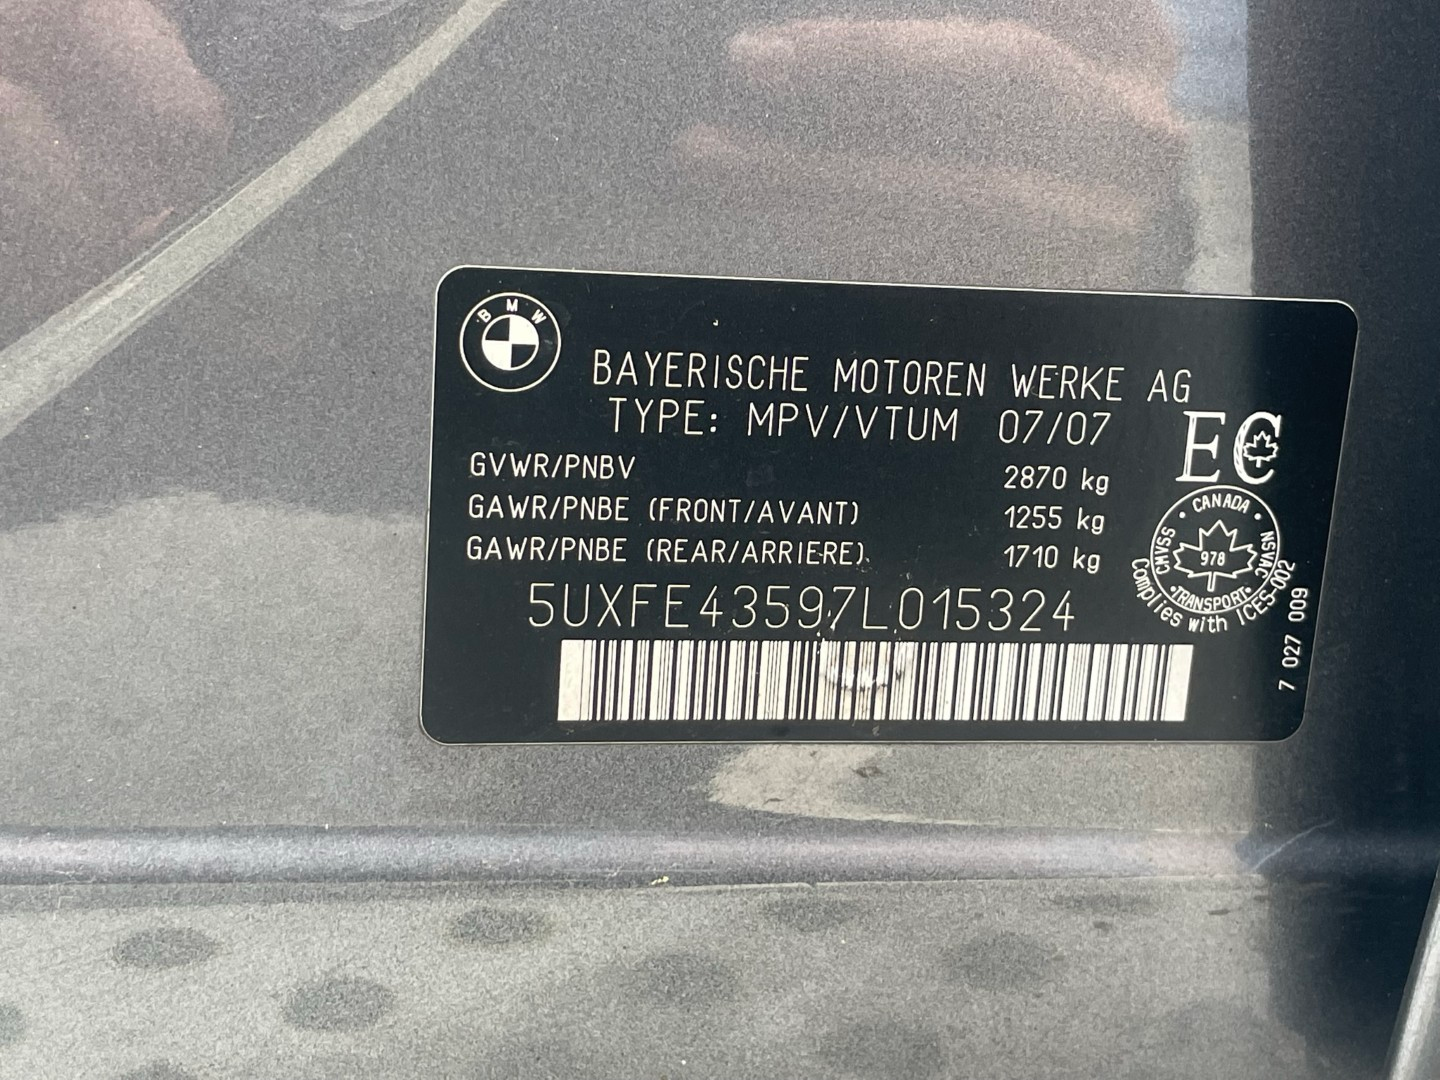 BMW
BAYERISCHE MOTOREN WERKE AG
TYPE: MPV/VTUM 07/07
EC
GVWR/PNBV 2870 kg
GAWR/PNBE (FRONT/AVANT) 1255 kg
GAWR/PNBE (REAR/ARRIERE) 1710 kg
CANADA
CMVSS
978
NSVAC
TRANSPORT
Complies with ICES-002
5UXFE43597L015324
7 027 009